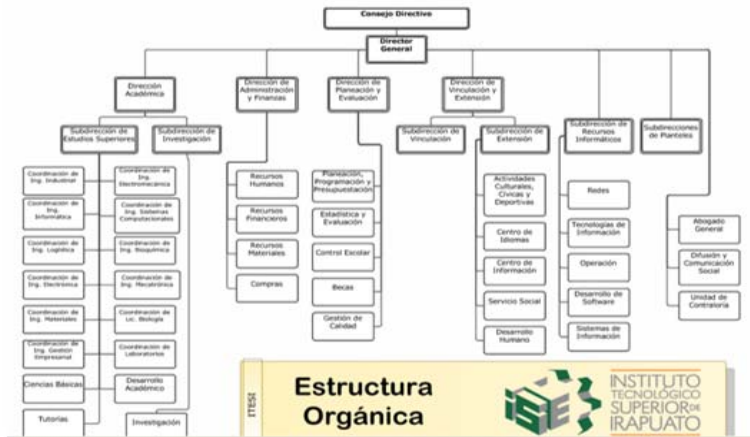 Consejo Directivo
Director
General
Dirección
Académica
Dirección de
Administración
y Finanzas
Dirección de
Planeación y
Evaluación
Dirección de
Vinculación y
Extensión
Subdirección de
Estudios Superiores
Subdirección de
Investigación
Subdirección de
Vinculación
Subdirección de
Extensión
Subdirección de
Recursos
Informáticos
Subdirecciones
de Planteles
Coordinación de
Ing. Industrial
Coordinación de
Ing.
Informática
Coordinación de
Ing. Logística
Coordinación de
Ing. Electrónica
Coordinación de
Ing. Materiales
Coordinación de
Ing. Gestión
Empresarial
Ciencias Básicas
Tutorías
Coordinación de
Ing.
Electromecánica
Coordinación de
Ing. Sistemas
Computacionales
Coordinación de
Ing. Bioquímica
Coordinación de
Ing. Mecatrónica
Coordinación de
Lic. Biología
Coordinación de
Laboratorios
Desarrollo
Académico
Investigación
Recursos
Humanos
Recursos
Financieros
Recursos
Materiales
Compras
Planeación,
Programación y
Presupuestación
Estadística y
Evaluación
Control Escolar
Becas
Gestión de
Calidad
Actividades
Culturales,
Cívicas y
Deportivas
Centro de
Idiomas
Centro de
Información
Servicio Social
Desarrollo
Humano
Redes
Tecnologías de
Información
Operación
Desarrollo de
Software
Sistemas de
Información
Abogado
General
Difusión y
Comunicación
Social
Unidad de
Contraloría
ITESI
Estructura
Orgánica
INSTITUTO
TECNOLÓGICO
SUPERIOR DE
IRAPUATO